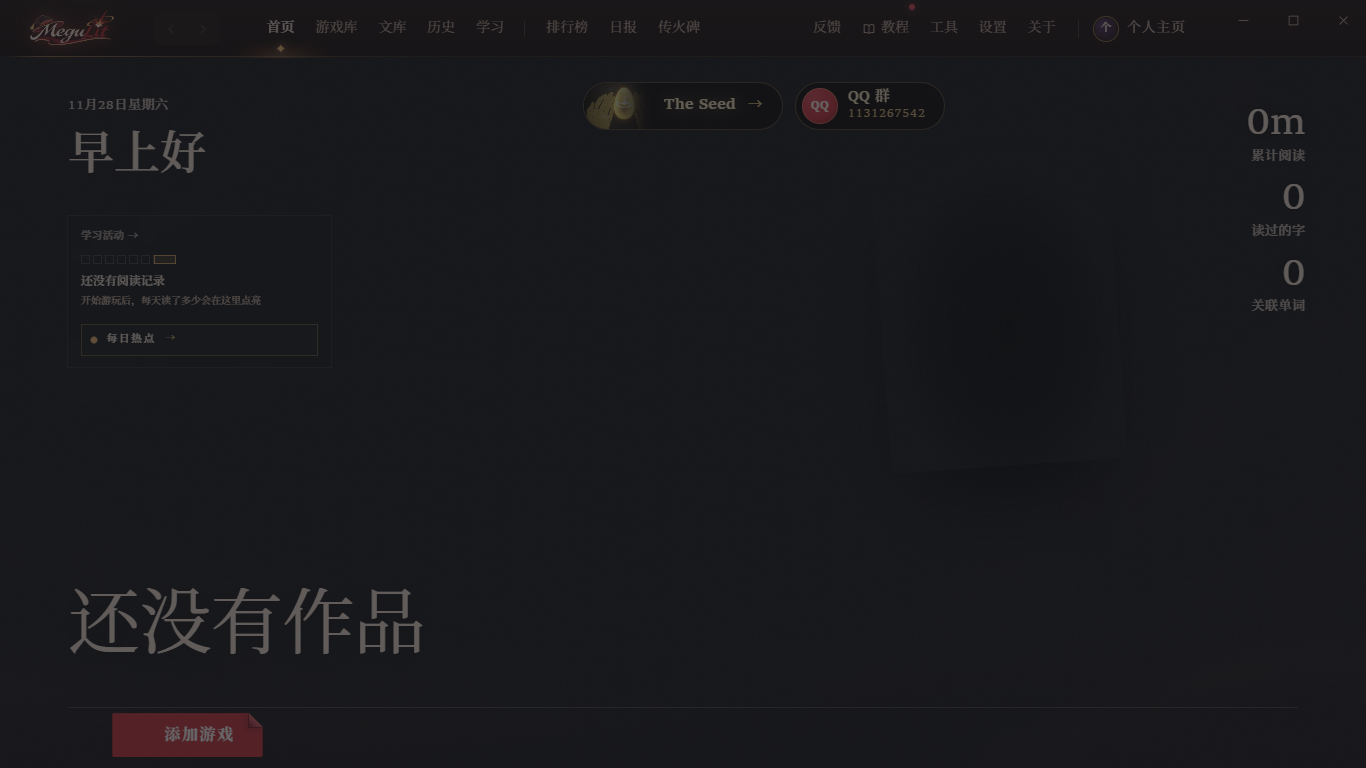 MeguLit
首页 游戏库 文库 历史 学习 排行榜 日报 传火碑 反馈 教程 工具 设置 关于 个人主页
11月28日星期六
早上好
The Seed →
QQ
QQ 群
1131267542
0m
累计阅读
0
读过的字
0
关联单词
学习活动 →
还没有阅读记录
开始游玩后，每天读了多少会在这里点亮
每日热点 →
还没有作品
添加游戏